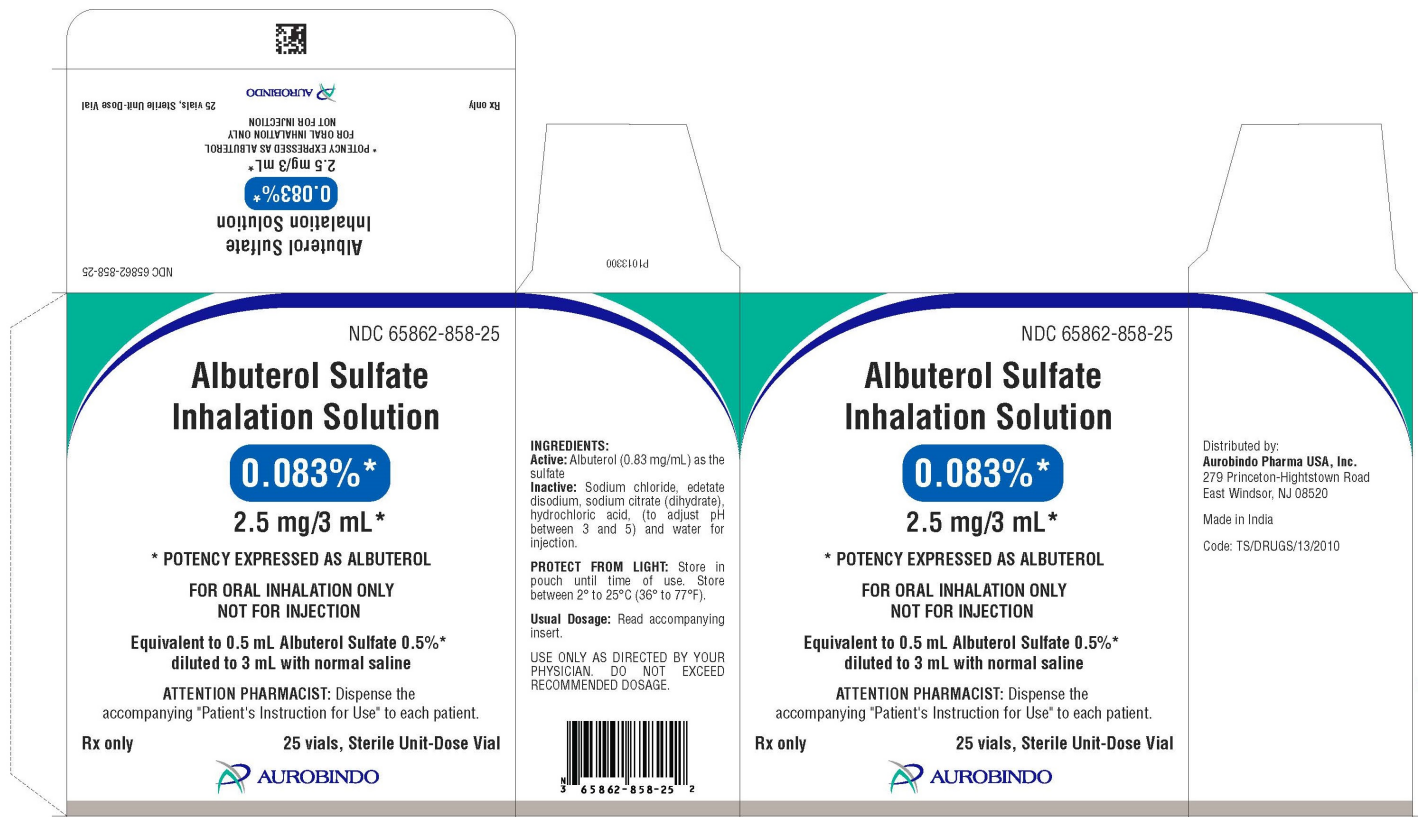 NDC 65862-858-25
Albuterol Sulfate
Inhalation Solution
0.083%*
2.5 mg/3 mL*
* POTENCY EXPRESSED AS ALBUTEROL
FOR ORAL INHALATION ONLY
NOT FOR INJECTION
Rx only
AUROBINDO
25 vials, Sterile Unit-Dose Vial
P1013300
NDC 65862-858-25
Albuterol Sulfate
Inhalation Solution
0.083%*
2.5 mg/3 mL*
* POTENCY EXPRESSED AS ALBUTEROL
FOR ORAL INHALATION ONLY
NOT FOR INJECTION
Equivalent to 0.5 mL Albuterol Sulfate 0.5%*
diluted to 3 mL with normal saline
ATTENTION PHARMACIST: Dispense the
accompanying "Patient's Instruction for Use" to each patient.
Rx only
25 vials, Sterile Unit-Dose Vial
AUROBINDO
INGREDIENTS:
Active: Albuterol (0.83 mg/mL) as the
sulfate
Inactive: Sodium chloride, edetate
disodium, sodium citrate (dihydrate),
hydrochloric acid, (to adjust pH
between 3 and 5) and water for
injection.
PROTECT FROM LIGHT: Store in
pouch until time of use. Store
between 2° to 25°C (36° to 77°F).
Usual Dosage: Read accompanying
insert.
USE ONLY AS DIRECTED BY YOUR
PHYSICIAN. DO NOT EXCEED
RECOMMENDED DOSAGE.
N
3 65862-858-25 2
NDC 65862-858-25
Albuterol Sulfate
Inhalation Solution
0.083%*
2.5 mg/3 mL*
* POTENCY EXPRESSED AS ALBUTEROL
FOR ORAL INHALATION ONLY
NOT FOR INJECTION
Equivalent to 0.5 mL Albuterol Sulfate 0.5%*
diluted to 3 mL with normal saline
ATTENTION PHARMACIST: Dispense the
accompanying "Patient's Instruction for Use" to each patient.
Rx only
25 vials, Sterile Unit-Dose Vial
AUROBINDO
Distributed by:
Aurobindo Pharma USA, Inc.
279 Princeton-Hightstown Road
East Windsor, NJ 08520
Made in India
Code: TS/DRUGS/13/2010